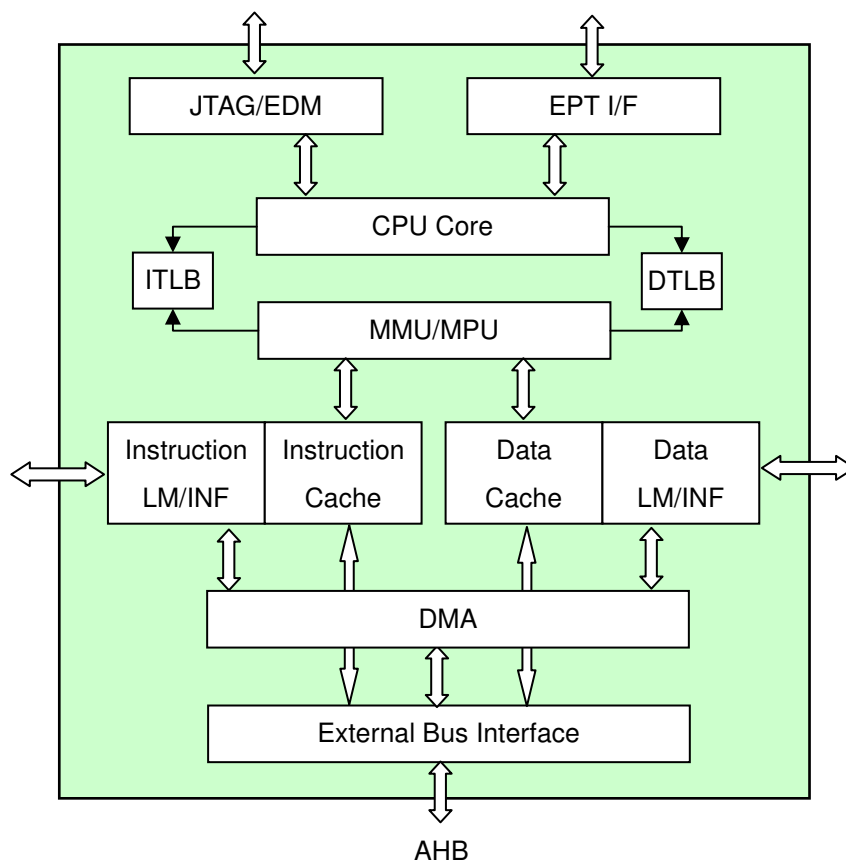 JTAG/EDM
EPT I/F
CPU Core
ITLB
DTLB
MMU/MPU
Instruction
LM/INF
Instruction
Cache
Data
Cache
Data
LM/INF
DMA
External Bus Interface
AHB